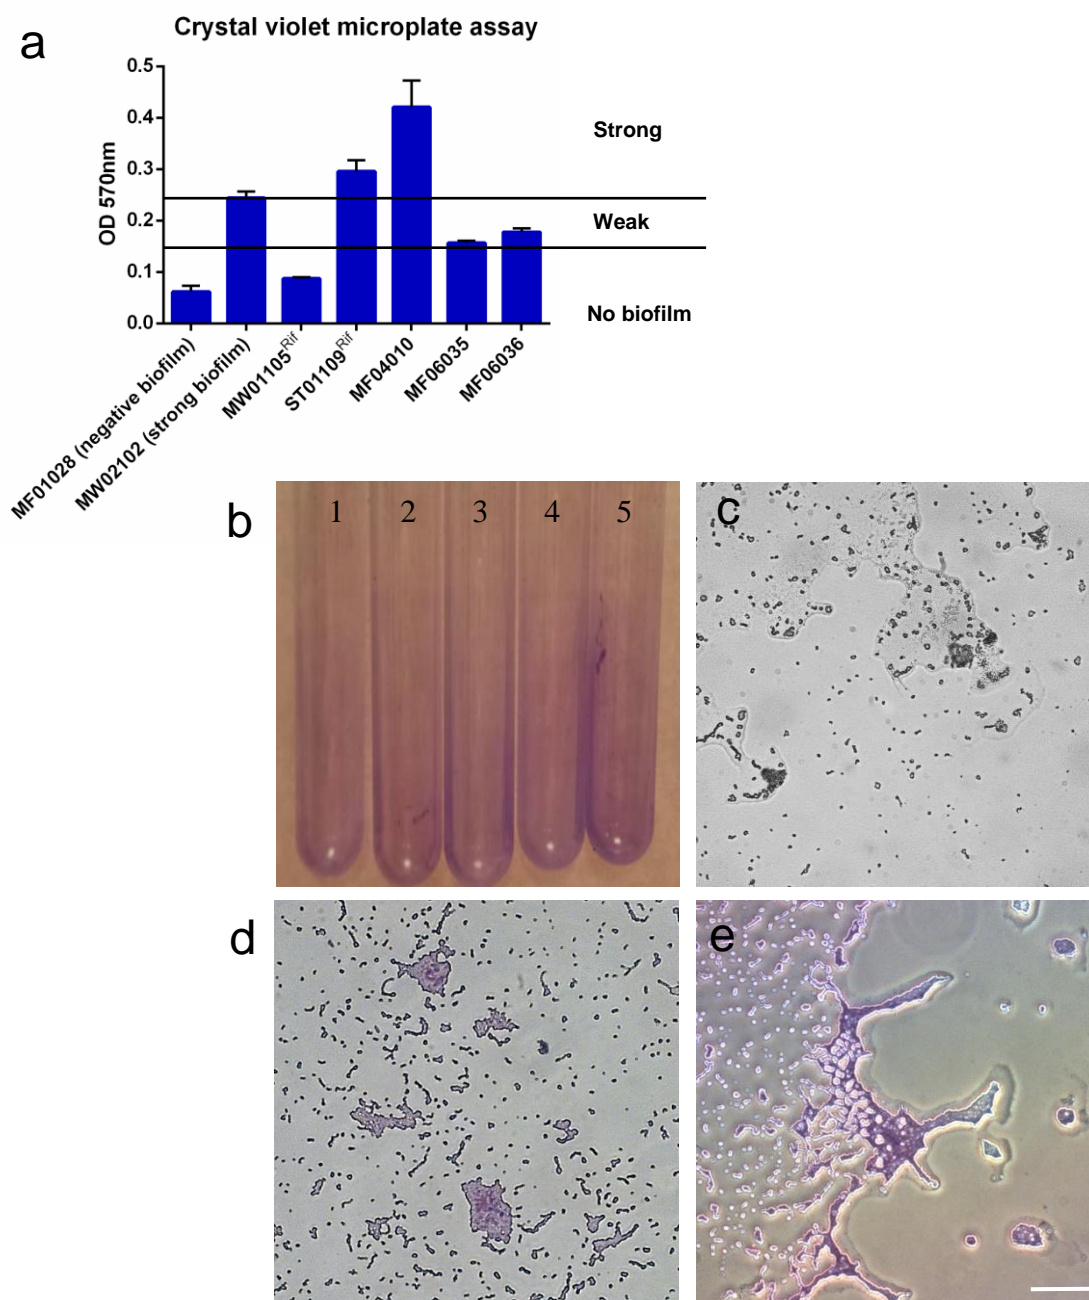 a
Crystal violet microplate assay
OD 570nm
0.5
0.4
0.3
0.2
0.1
0.0
Strong
Weak
No biofilm
MF01028 (negative biofilm)
MW02102 (strong biofilm)
MW01105Rif
ST01109Rif
MF04010
MF06035
MF06036
b
1 2 3 4 5
c
d
e